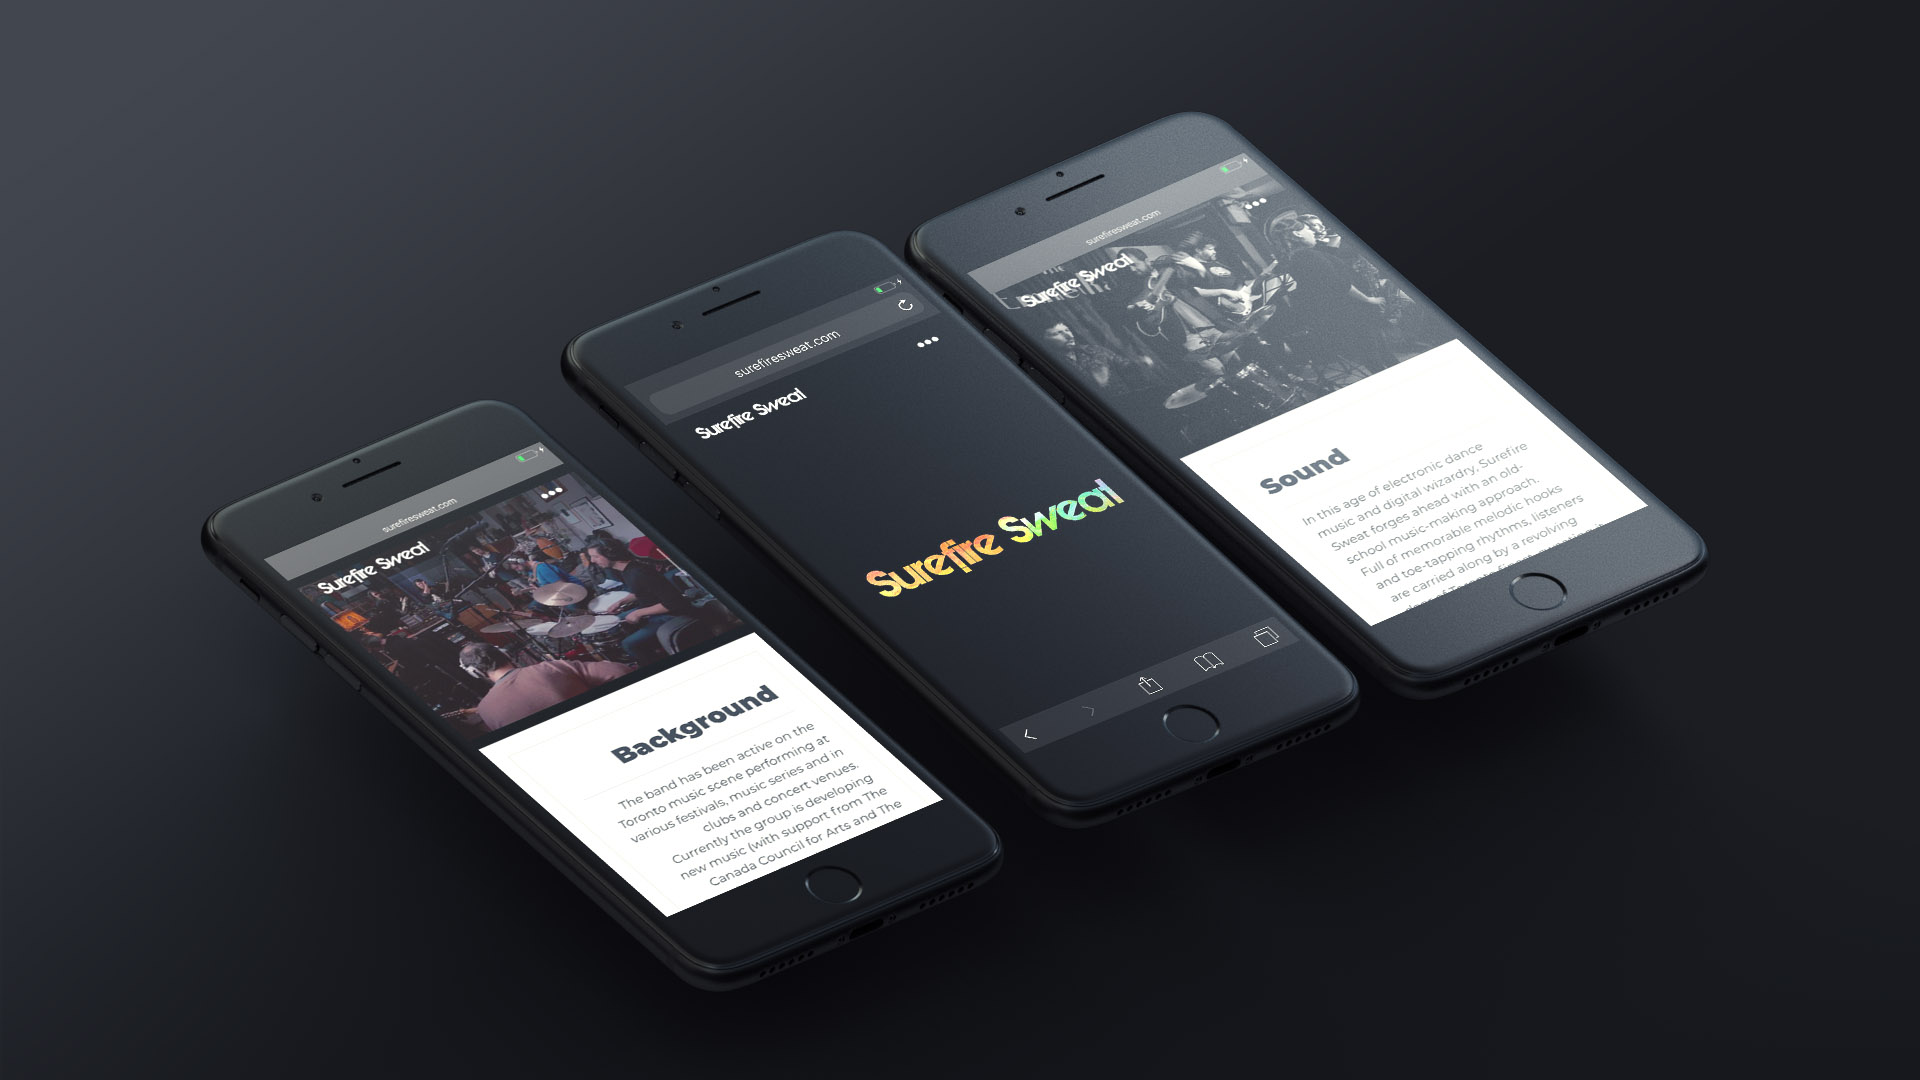 surefiresweat.com
Surefire Sweat
Background
The band has been active on the
Toronto music scene performing at
various festivals, music series and in
clubs and concert venues.
Currently the group is developing
new music (with support from The
Canada Council for Arts and The
surefiresweat.com
Surefire Sweat
Surefire Sweat
surefiresweat.com
Surefire Sweat
Sound
In this age of electronic dance
music and digital wizardry, Surefire
Sweat forges ahead with an old-
school music-making approach.
Full of memorable melodic hooks
and toe-tapping rhythms, listeners
are carried along by a revolving